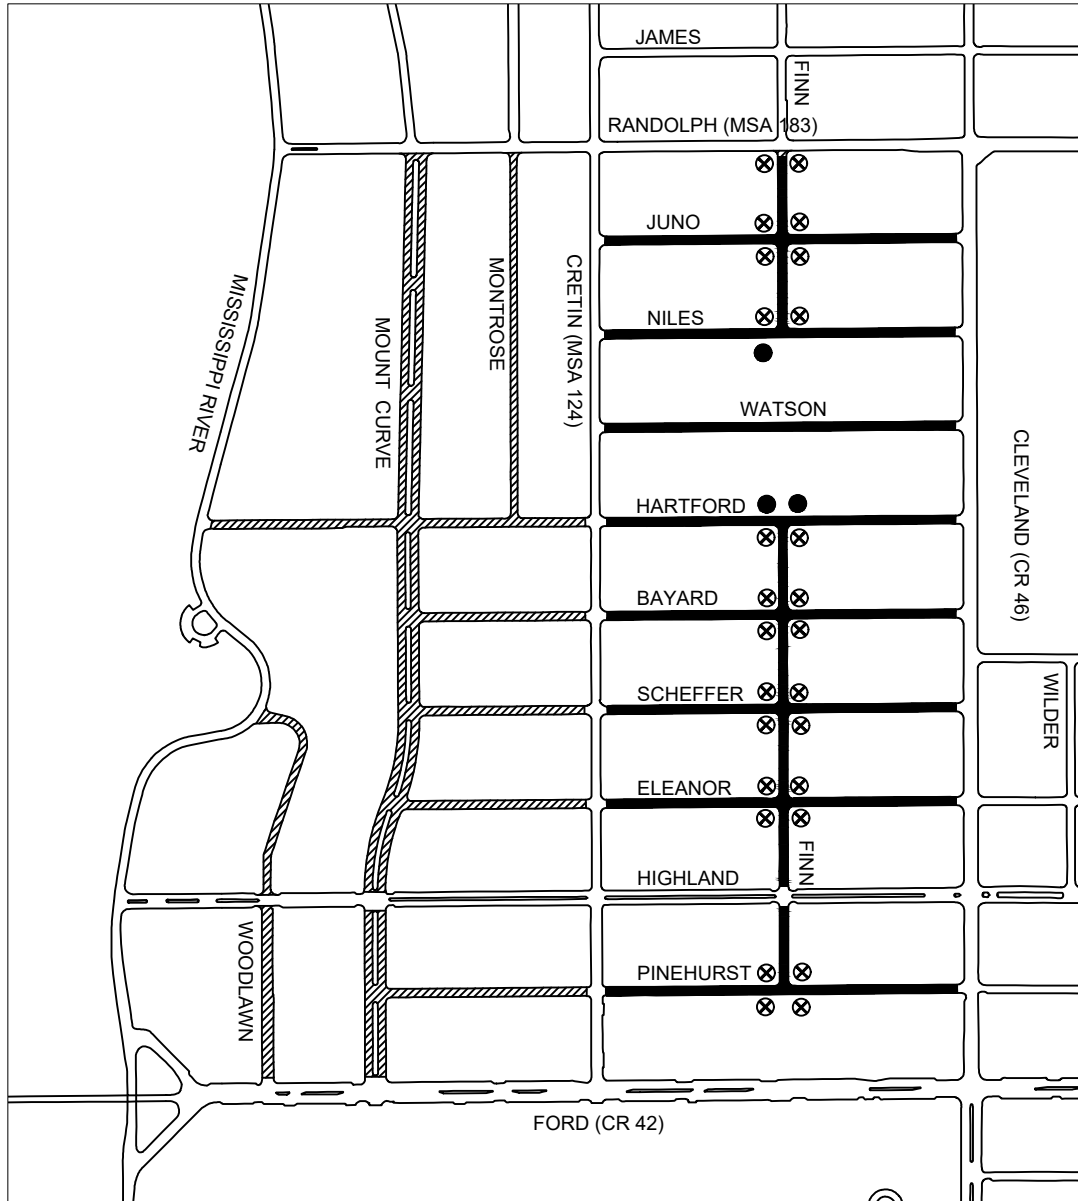 JAMES
FINN
RANDOLPH (MSA 183)
JUNO
MISSISSIPPI RIVER
MOUNT CURVE
MONTROSE
CRETIN (MSA 124)
NILES
WATSON
CLEVELAND (CR 46)
HARTFORD
BAYARD
SCHEFFER
WILDER
ELEANOR
FINN
HIGHLAND
WOODLAWN
PINEHURST
FORD (CR 42)